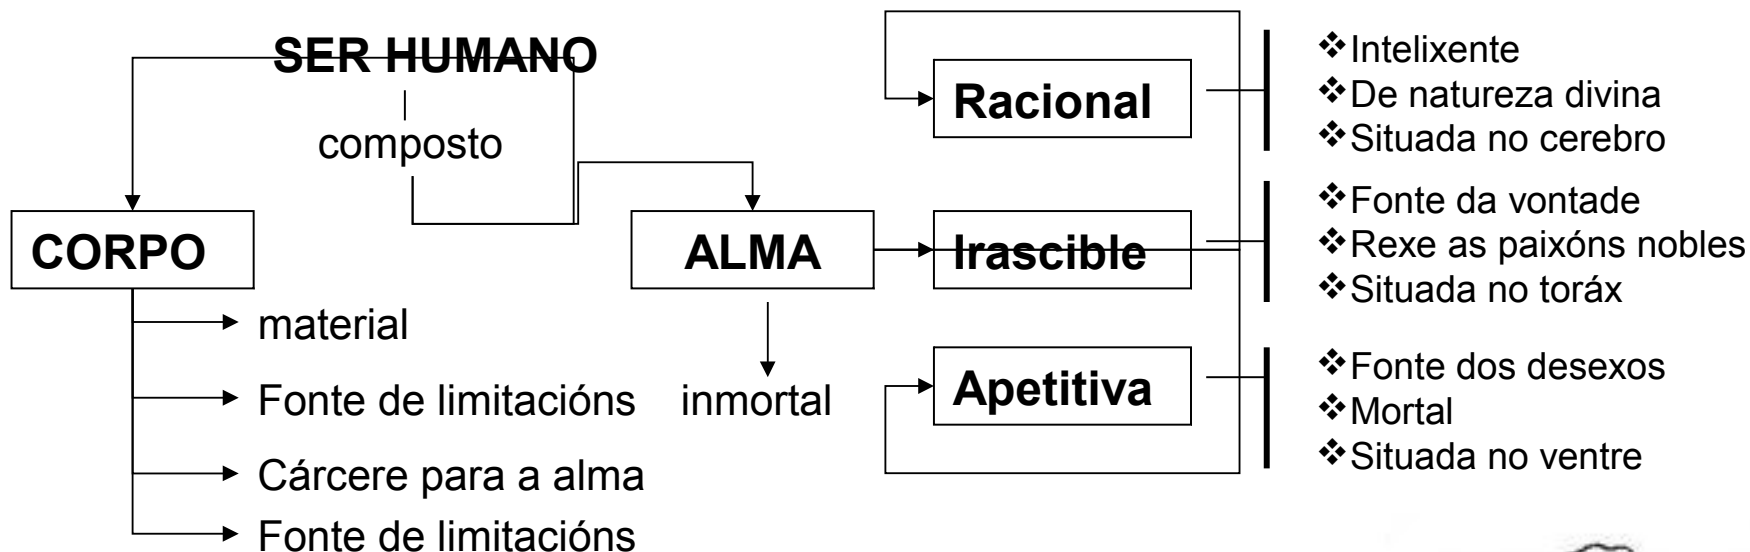 SER HUMANO
composto
CORPO
material
Fonte de limitacións
Cárcere para a alma
Fonte de limitacións
ALMA
inmortal
Racional
❖Intelixente
❖De natureza divina
❖Situada no cerebro
Irascible
❖Fonte da vontade
❖Rexe as paixóns nobles
❖Situada no toráx
Apetitiva
❖Fonte dos desexos
❖Mortal
❖Situada no ventre